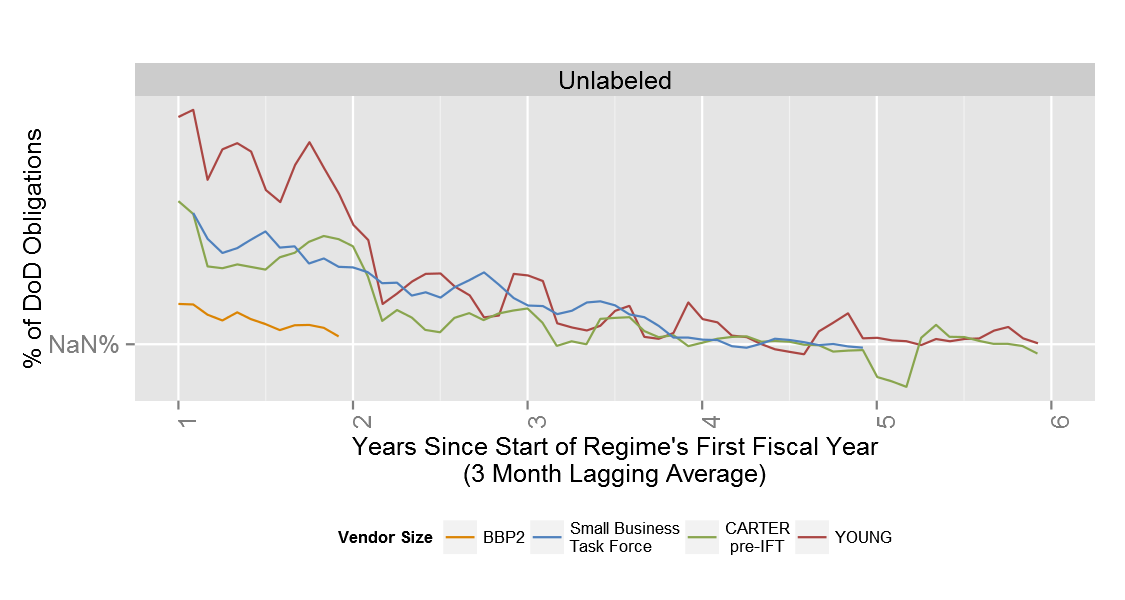 Unlabeled
% of DoD Obligations
NaN%
1 2 3 4 5 6
Years Since Start of Regime's First Fiscal Year
(3 Month Lagging Average)
Vendor Size
BBP2
Small Business
Task Force
CARTER
pre-IFT
YOUNG